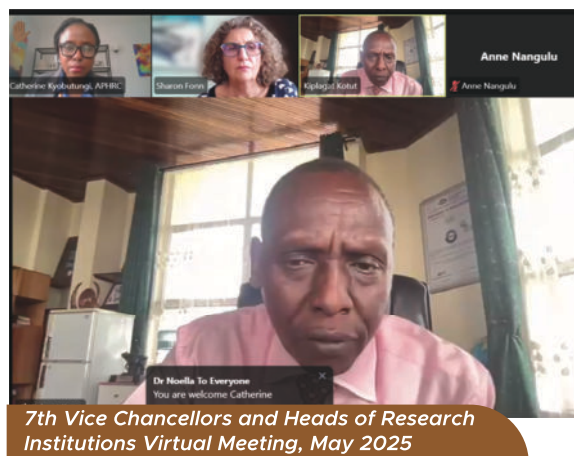 Anne Nangulu
Catherine Kyobutungi, APHRC
Sharon Fonn
Kiplagat Kotut
Anne Nangulu
Dr Noella To Everyone
You are welcome Catherine
7th Vice Chancellors and Heads of Research
Institutions Virtual Meeting, May 2025